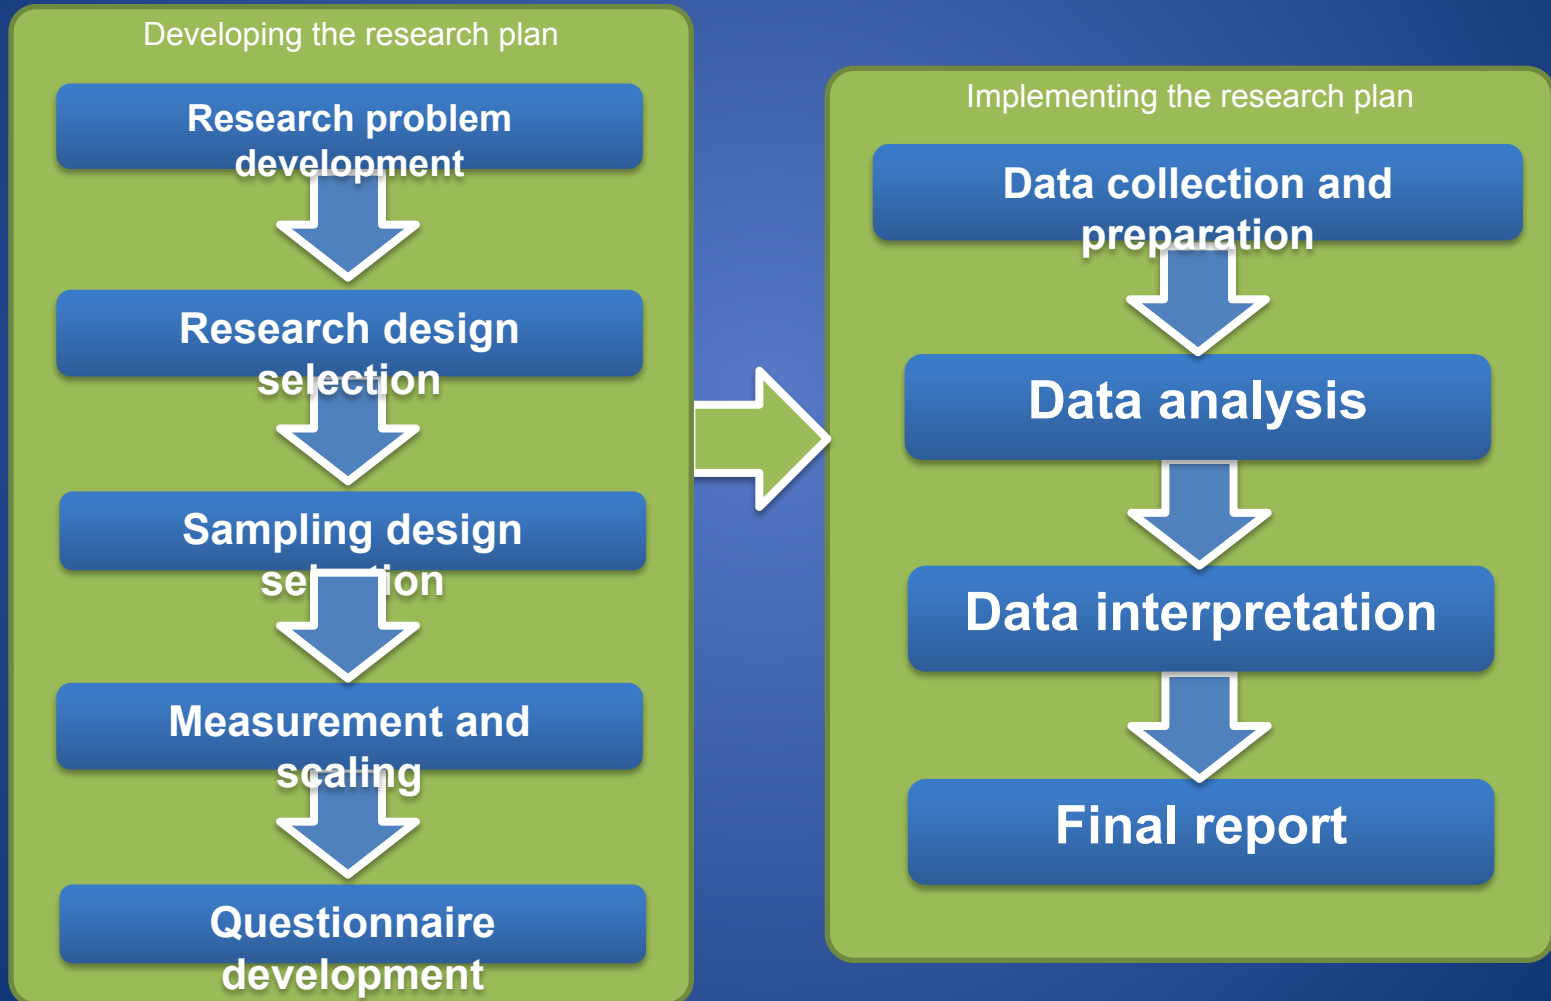 Developing the research plan
Research problem
development
Research design
selection
Sampling design
selection
Measurement and
scaling
Questionnaire
development
Implementing the research plan
Data collection and
preparation
Data analysis
Data interpretation
Final report